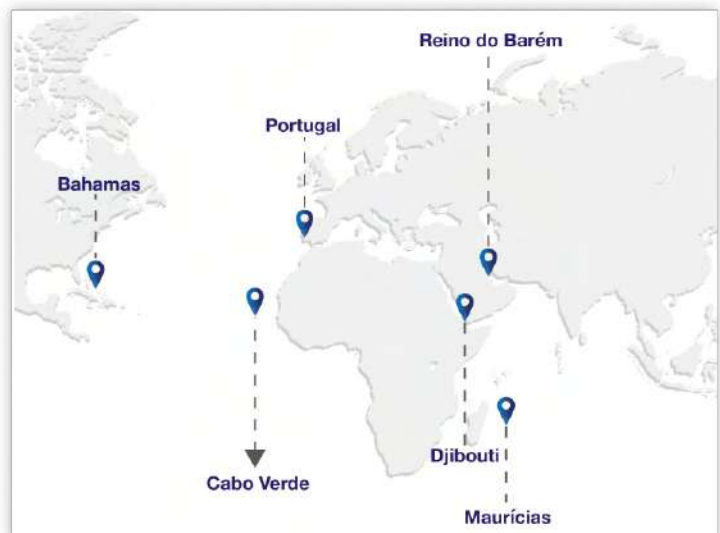 Reino do Barém
Portugal
Bahamas
Djibouti
Cabo Verde
Maurícias